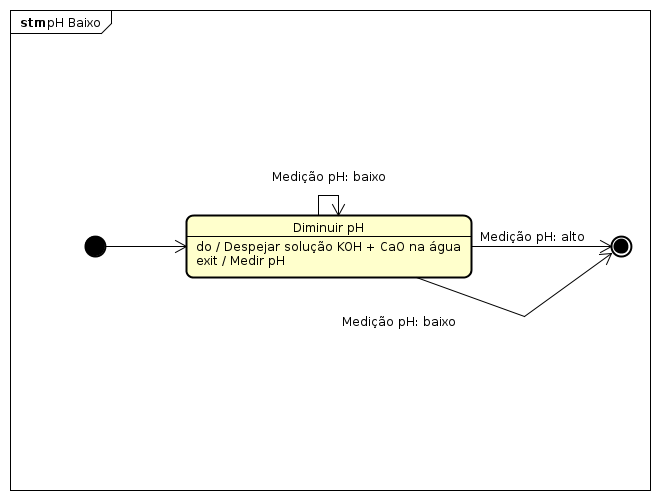 stm pH Baixo
Medição pH: baixo
Diminuir pH
do / Despejar solução KOH + CaO na água
exit / Medir pH
Medição pH: alto
Medição pH: baixo